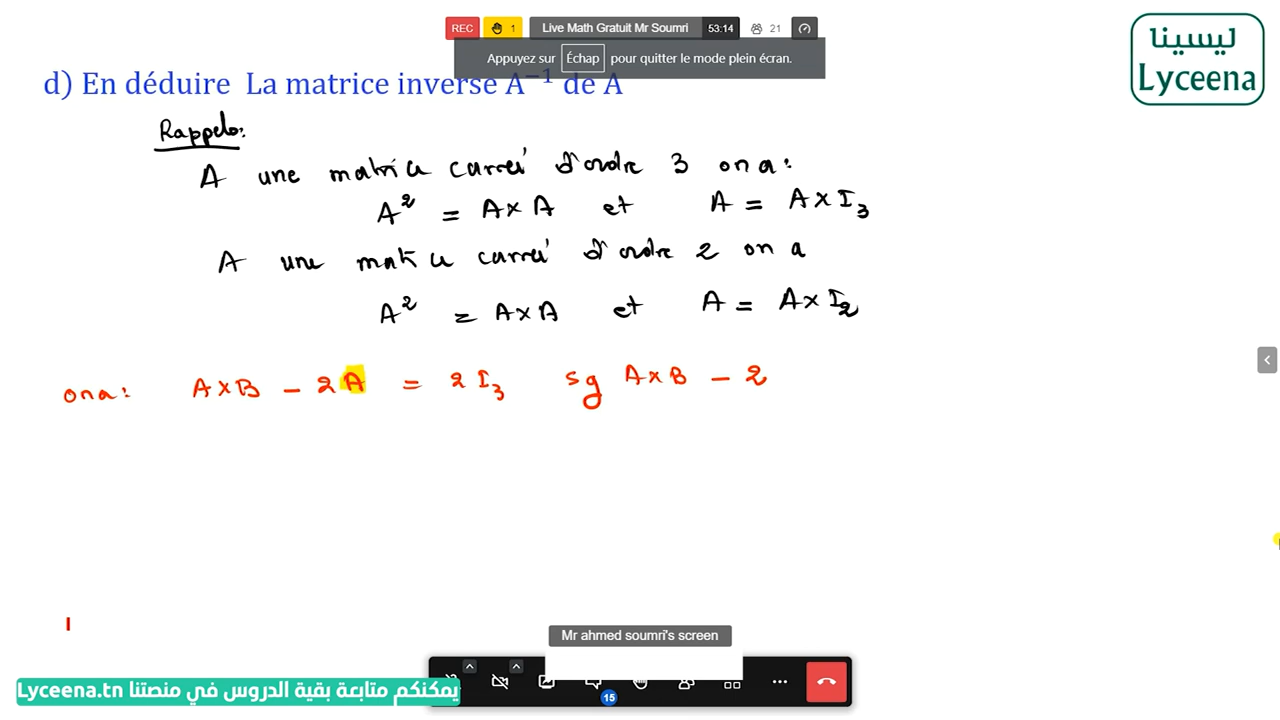 REC 1 Live Math Gratuit Mr Soumri 53:14 21
Appuyez sur Échap pour quitter le mode plein écran.
ليسينا
Lyceena
d) En déduire La matrice inverse A⁻¹ de A
Rappels:
A une matrice carreé d'ordre 3 on a:
A² = A×A et A = A×I₃
A une matrice carreé d'ordre 2 on a
A² = A×A et A = A×I₂
on a: A×B - 2A = 2I₃ sg A×B - 2
Mr ahmed soumri's screen
15
يمكنكم متابعة بقية الدروس في منصتنا Lyceena.tn